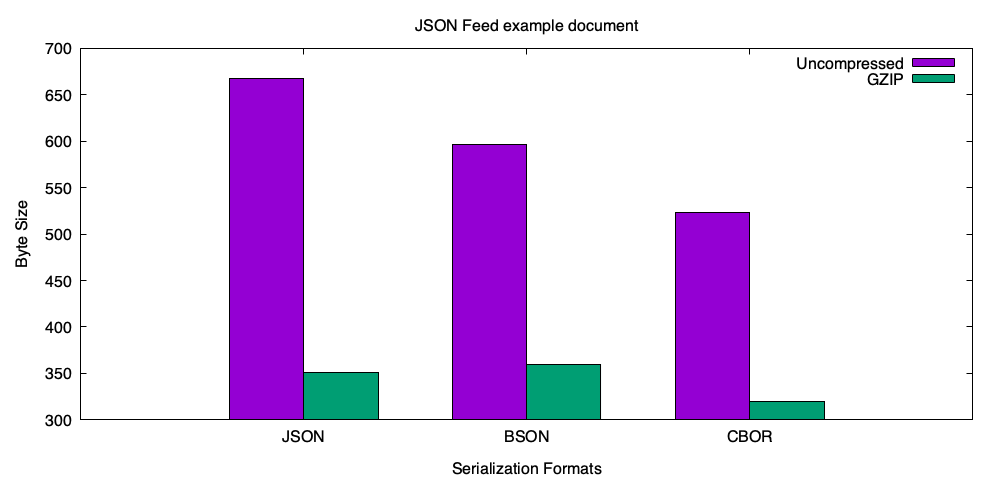 JSON Feed example document
700
650
600
550
500
450
400
350
300
Byte Size
Uncompressed
GZIP
JSON BSON CBOR
Serialization Formats